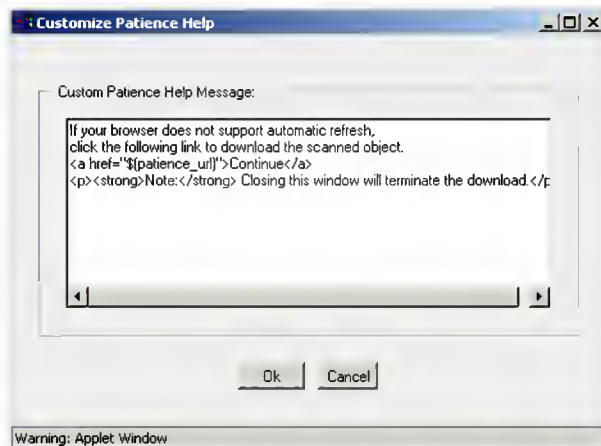 Customize Patience Help
Custom Patience Help Message:
If your browser does not support automatic refresh,
click the following link to download the scanned object.
<a href="$(patience_url)">Continue</a>
<p><strong>Note:</strong> Closing this window will terminate the download.</p
Ok
Cancel
Warning: Applet Window